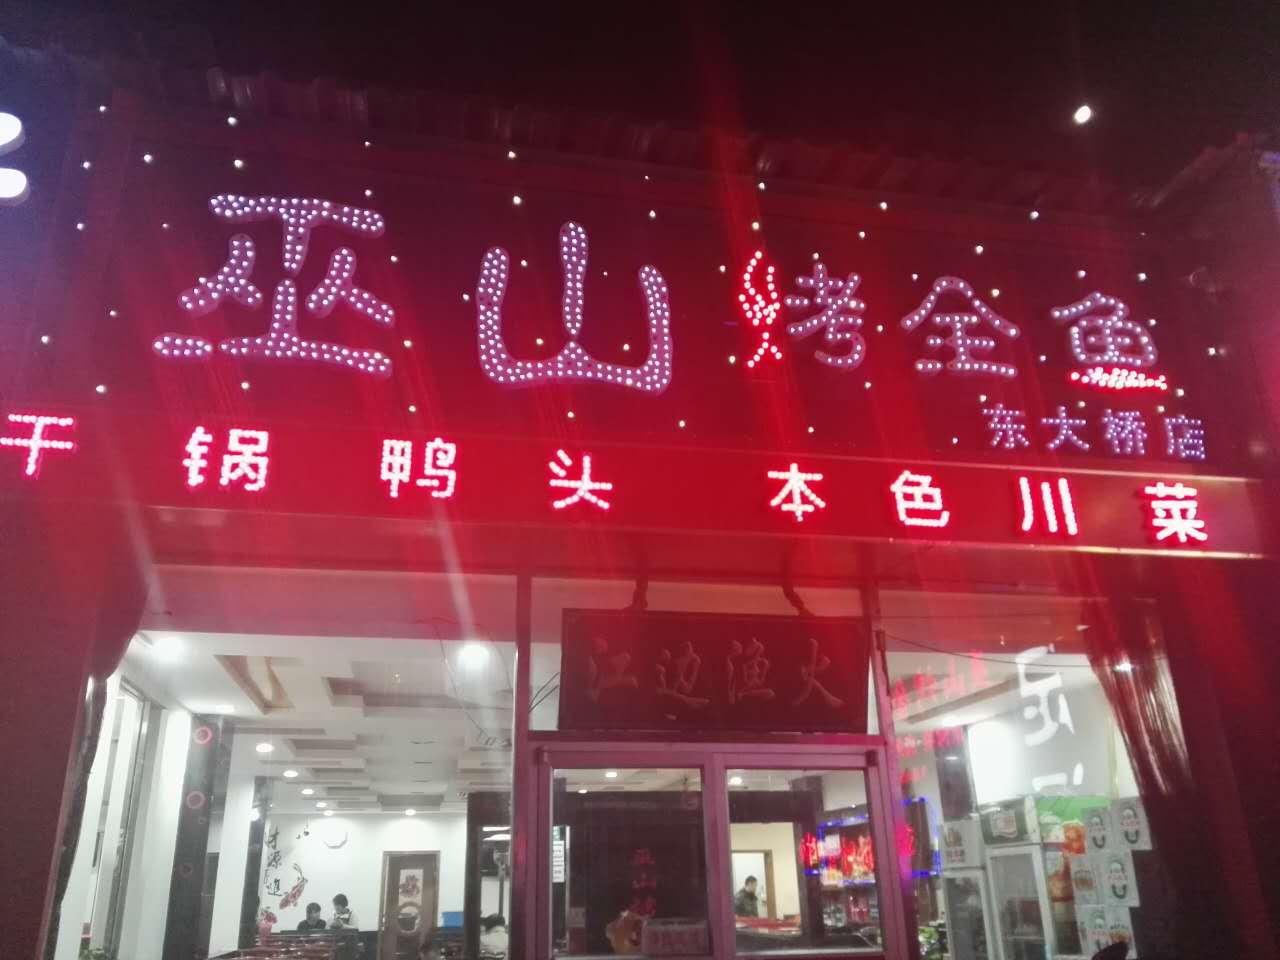 巫山烤全鱼
东大桥店
干锅鸭头 本色川菜
江边渔火